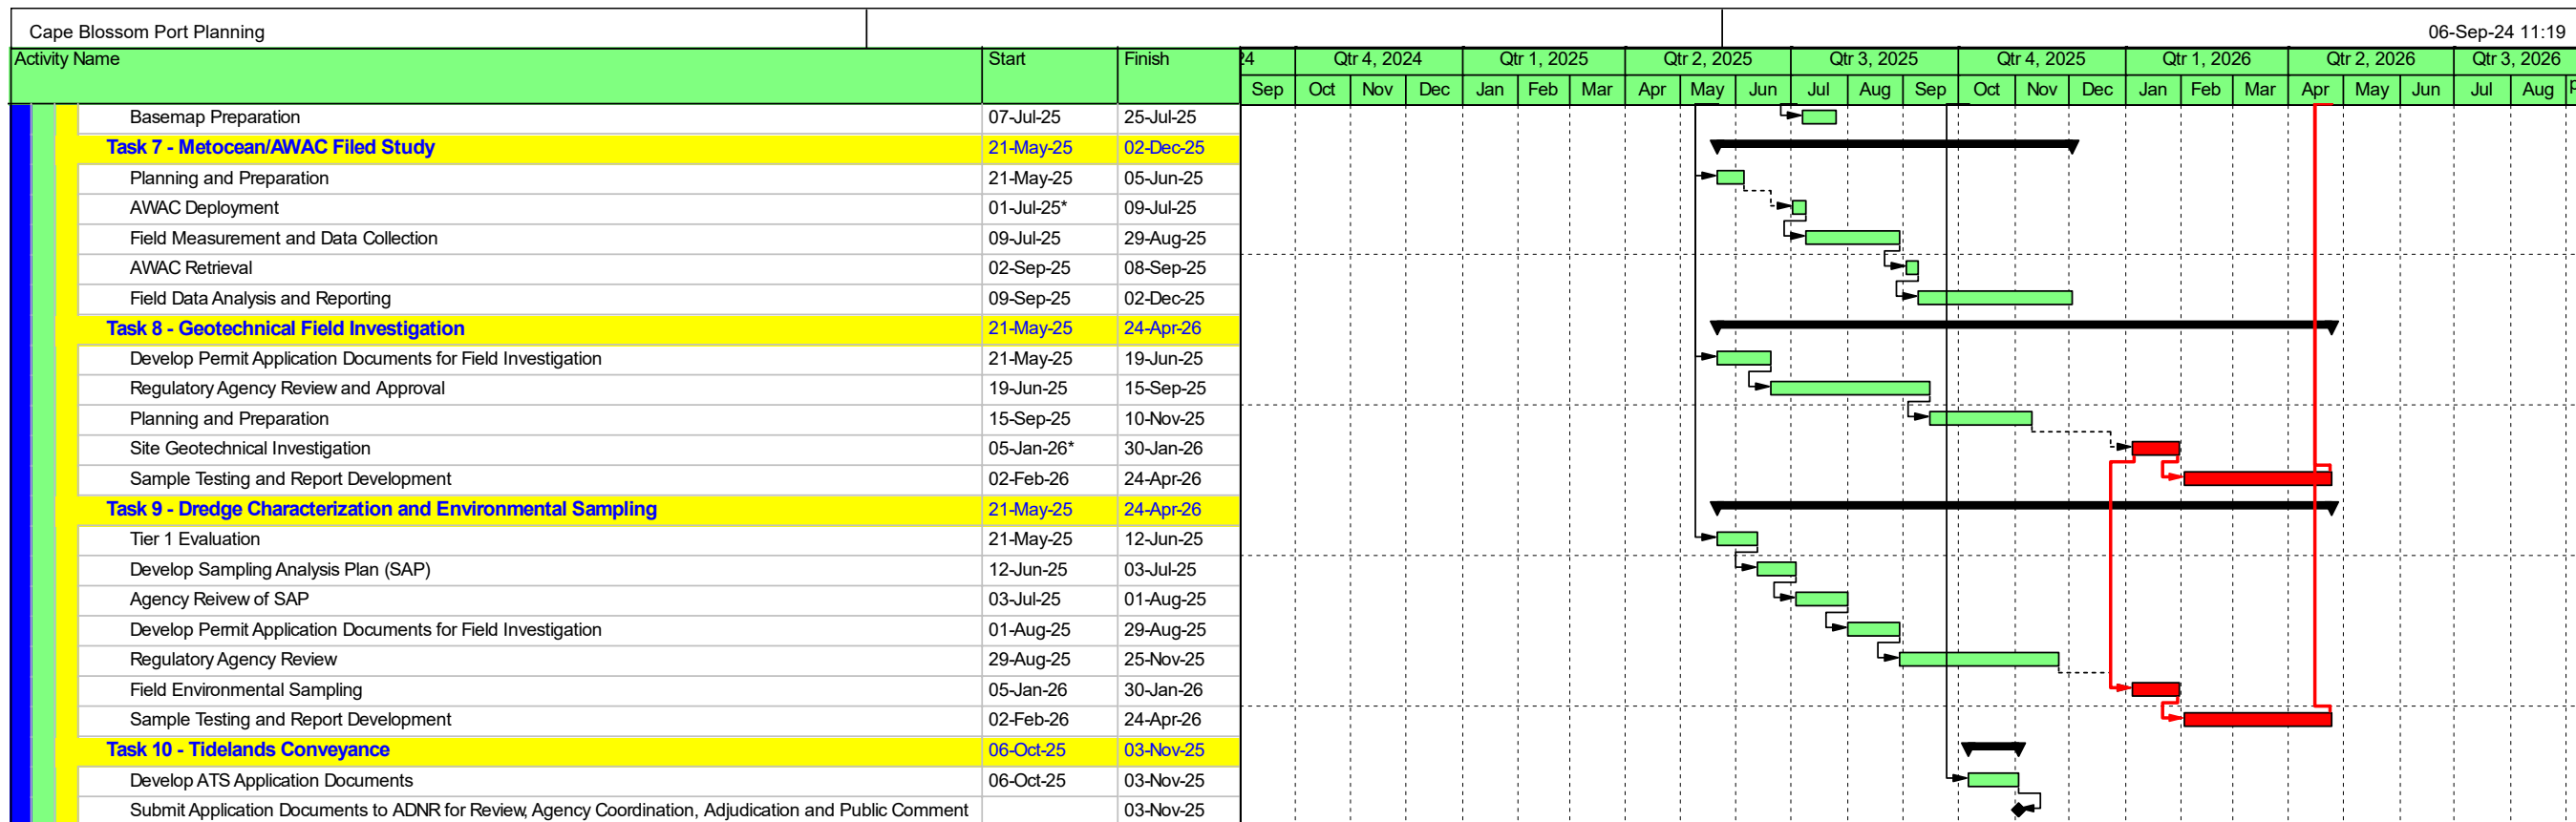 Cape Blossom Port Planning 06-Sep-24 11:19
Activity Name Start Finish 24 Qtr 4, 2024 Qtr 1, 2025 Qtr 2, 2025 Qtr 3, 2025 Qtr 4, 2025 Qtr 1, 2026 Qtr 2, 2026 Qtr 3, 2026
Sep Oct Nov Dec Jan Feb Mar Apr May Jun Jul Aug Sep Oct Nov Dec Jan Feb Mar Apr May Jun Jul Aug
Basemap Preparation 07-Jul-25 25-Jul-25
Task 7 - Metocean/AWAC Filed Study 21-May-25 02-Dec-25
Planning and Preparation 21-May-25 05-Jun-25
AWAC Deployment 01-Jul-25* 09-Jul-25
Field Measurement and Data Collection 09-Jul-25 29-Aug-25
AWAC Retrieval 02-Sep-25 08-Sep-25
Field Data Analysis and Reporting 09-Sep-25 02-Dec-25
Task 8 - Geotechnical Field Investigation 21-May-25 24-Apr-26
Develop Permit Application Documents for Field Investigation 21-May-25 19-Jun-25
Regulatory Agency Review and Approval 19-Jun-25 15-Sep-25
Planning and Preparation 15-Sep-25 10-Nov-25
Site Geotechnical Investigation 05-Jan-26* 30-Jan-26
Sample Testing and Report Development 02-Feb-26 24-Apr-26
Task 9 - Dredge Characterization and Environmental Sampling 21-May-25 24-Apr-26
Tier 1 Evaluation 21-May-25 12-Jun-25
Develop Sampling Analysis Plan (SAP) 12-Jun-25 03-Jul-25
Agency Reivew of SAP 03-Jul-25 01-Aug-25
Develop Permit Application Documents for Field Investigation 01-Aug-25 29-Aug-25
Regulatory Agency Review 29-Aug-25 25-Nov-25
Field Environmental Sampling 05-Jan-26 30-Jan-26
Sample Testing and Report Development 02-Feb-26 24-Apr-26
Task 10 - Tidelands Conveyance 06-Oct-25 03-Nov-25
Develop ATS Application Documents 06-Oct-25 03-Nov-25
Submit Application Documents to ADNR for Review, Agency Coordination, Adjudication and Public Comment 03-Nov-25